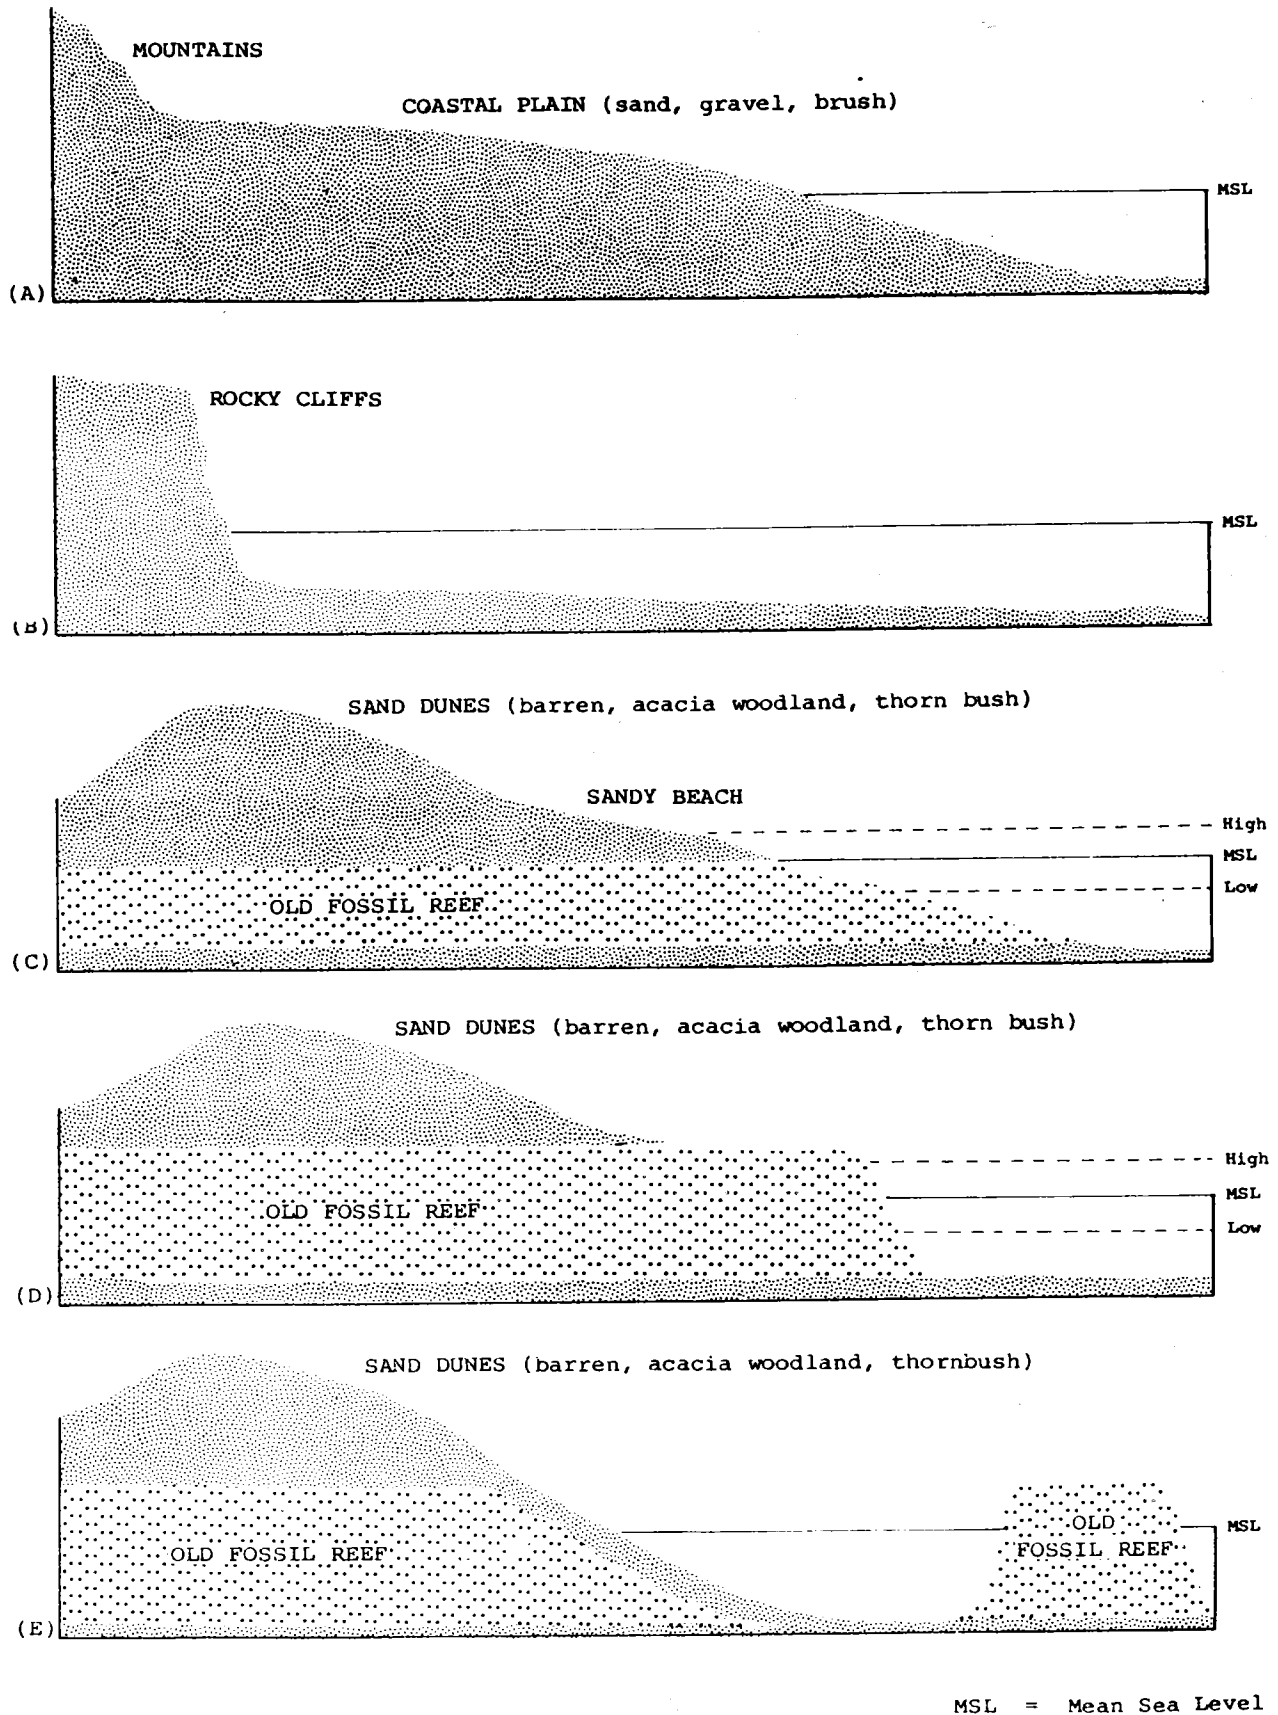 MOUNTAINS
COASTAL PLAIN (sand, gravel, brush)
MSL
(A)
ROCKY CLIFFS
MSL
(B)
SAND DUNES (barren, acacia woodland, thorn bush)
SANDY BEACH
High
MSL
Low
OLD FOSSIL REEF
(C)
SAND DUNES (barren, acacia woodland, thorn bush)
High
MSL
OLD FOSSIL REEF
Low
(D)
SAND DUNES (barren, acacia woodland, thornbush)
OLD
MSL
FOSSIL REEF
OLD FOSSIL REEF
(E)
MSL = Mean Sea Level